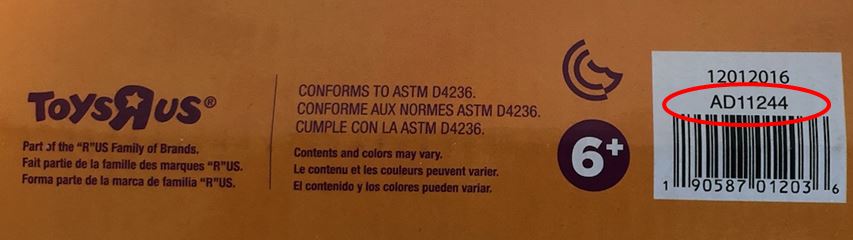 TOYSRUS®
Part of the "R"US Family of Brands.
Fait partie de la famille des marques "R"US.
Forma parte de la marca de familia "R"US.
CONFORMS TO ASTM D4236.
CONFORME AUX NORMES ASTM D4236.
CUMPLE CON LA ASTM D4236.
Contents and colors may vary.
Le contenu et les couleurs peuvent varier.
El contenido y los colores pueden variar.
6+
12012016
AD11244
1 90587 01203 6